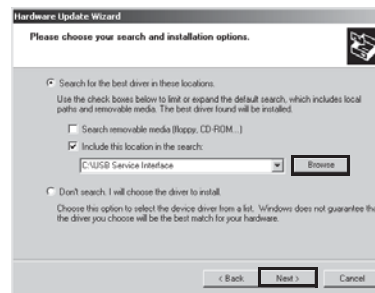 Hardware Update Wizard
Please choose your search and installation options.
Search for the best driver in these locations.
Use the check boxes below to limit or expand the default search, which includes local
paths and removable media. The best driver found will be installed.
Search removable media (floppy, CD-ROM...)
Include this location in the search:
C:\USB Service Interface
Browse
Don't search. I will choose the driver to install.
Choose this option to select the device driver from a list. Windows does not guarantee tha
the driver you choose will be the best match for your hardware.
< Back
Next >
Cancel